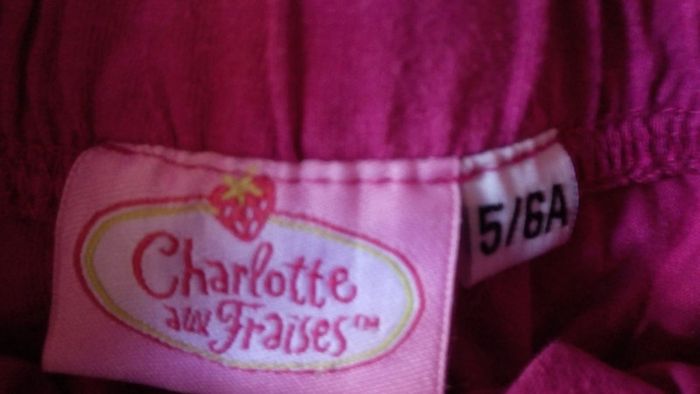 Charlotte
aux Fraises™
5/6A